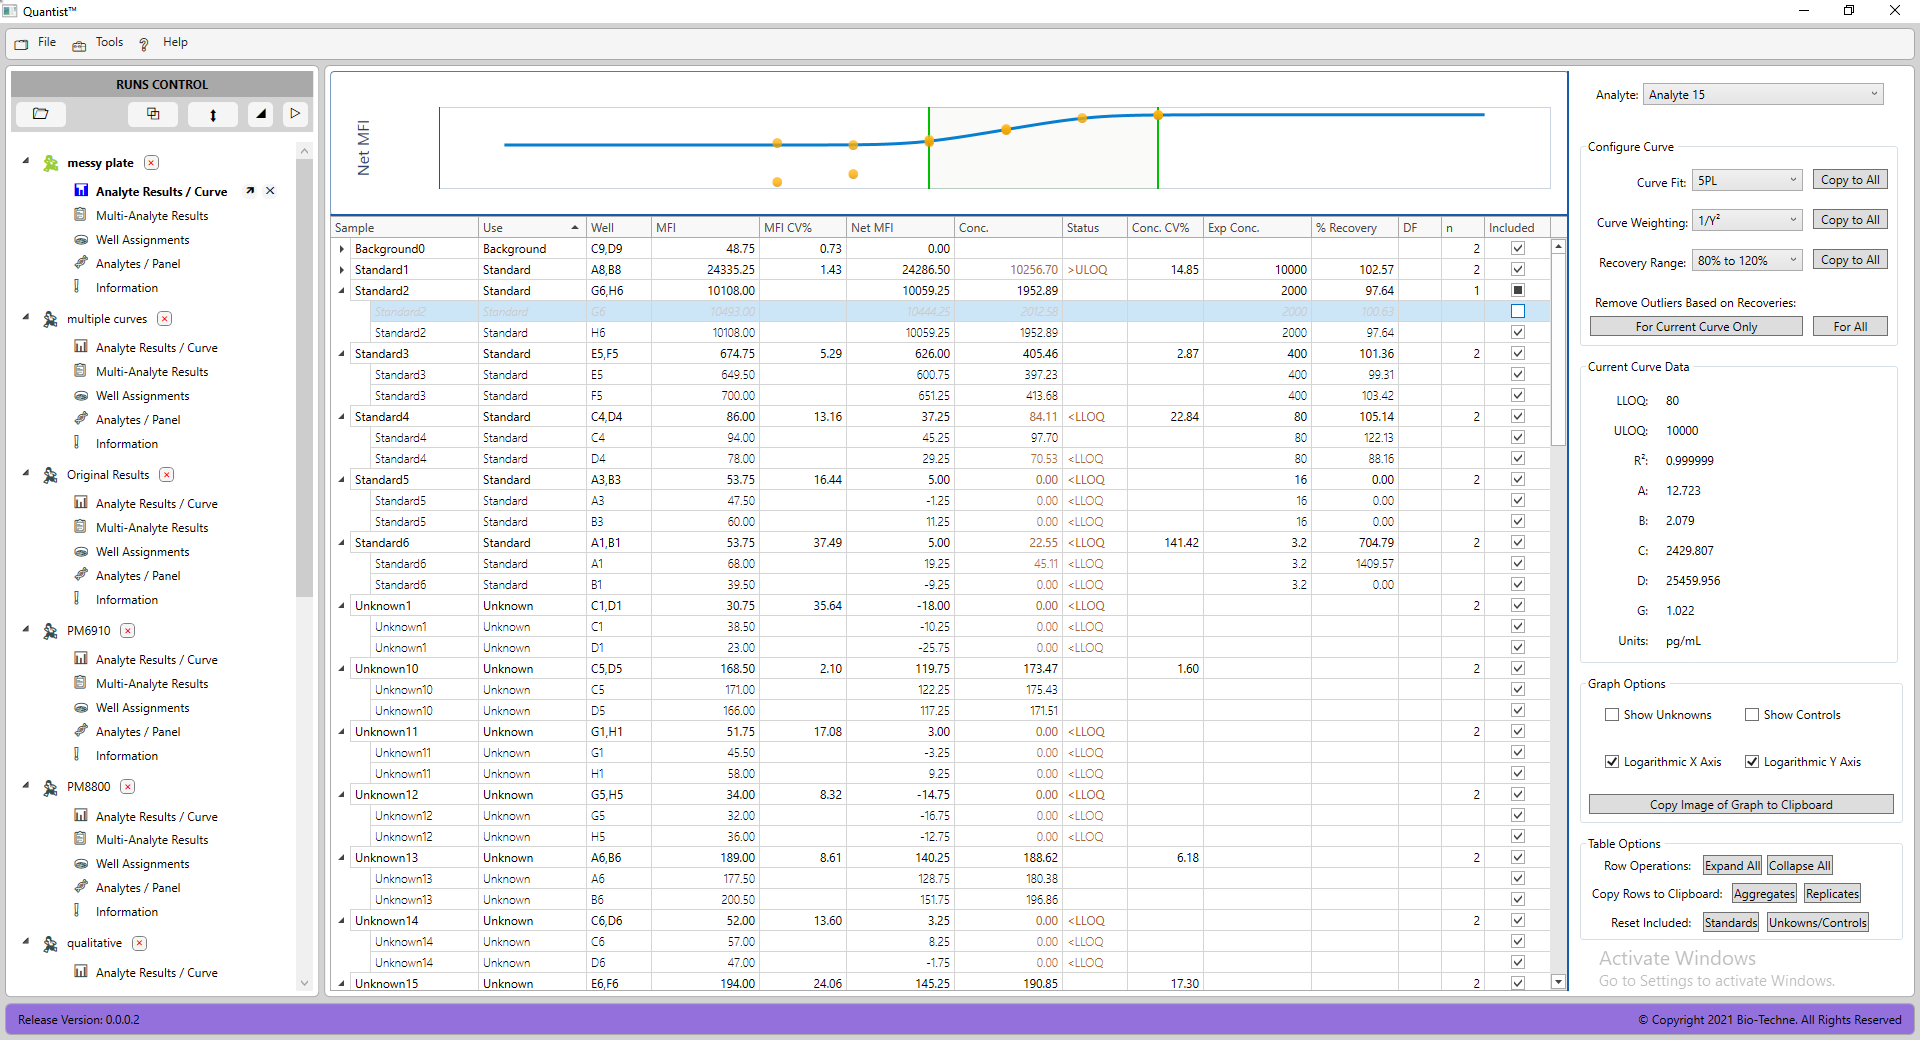 Quantist™
File Tools Help
RUNS CONTROL
messy plate
Analyte Results / Curve
Multi-Analyte Results
Well Assignments
Analytes / Panel
Information
multiple curves
Analyte Results / Curve
Multi-Analyte Results
Well Assignments
Analytes / Panel
Information
Original Results
Analyte Results / Curve
Multi-Analyte Results
Well Assignments
Analytes / Panel
Information
PM6910
Analyte Results / Curve
Multi-Analyte Results
Well Assignments
Analytes / Panel
Information
PM8800
Analyte Results / Curve
Multi-Analyte Results
Well Assignments
Analytes / Panel
Information
qualitative
Analyte Results / Curve
Net MFI
Sample Use Well MFI MFI CV% Net MFI Conc. Status Conc. CV% Exp Conc. % Recovery DF n Included
Background0 Background C9,D9 48.75 0.73 0.00 2
Standard1 Standard A8,B8 24335.25 1.43 24286.50 10256.70 >ULOQ 14.85 10000 102.57 2
Standard2 Standard G6,H6 10108.00 10059.25 1952.89 2000 97.64 1
Standard2 Standard G6 10493.00 10444.25 2012.58 2000 100.63
Standard2 Standard H6 10108.00 10059.25 1952.89 2000 97.64
Standard3 Standard E5,F5 674.75 5.29 626.00 405.46 2.87 400 101.36 2
Standard3 Standard E5 649.50 600.75 397.23 400 99.31
Standard3 Standard F5 700.00 651.25 413.68 400 103.42
Standard4 Standard C4,D4 86.00 13.16 37.25 84.11 <LLOQ 22.84 80 105.14 2
Standard4 Standard C4 94.00 45.25 97.70 80 122.13
Standard4 Standard D4 78.00 29.25 70.53 <LLOQ 80 88.16
Standard5 Standard A3,B3 53.75 16.44 5.00 0.00 <LLOQ 16 0.00 2
Standard5 Standard A3 47.50 -1.25 0.00 <LLOQ 16 0.00
Standard5 Standard B3 60.00 11.25 0.00 <LLOQ 16 0.00
Standard6 Standard A1,B1 53.75 37.49 5.00 22.55 <LLOQ 141.42 3.2 704.79 2
Standard6 Standard A1 68.00 19.25 45.11 <LLOQ 3.2 1409.57
Standard6 Standard B1 39.50 -9.25 0.00 <LLOQ 3.2 0.00
Unknown1 Unknown C1,D1 30.75 35.64 -18.00 0.00 <LLOQ 2
Unknown1 Unknown C1 38.50 -10.25 0.00 <LLOQ
Unknown1 Unknown D1 23.00 -25.75 0.00 <LLOQ
Unknown10 Unknown C5,D5 168.50 2.10 119.75 173.47 1.60 2
Unknown10 Unknown C5 171.00 122.25 175.43
Unknown10 Unknown D5 166.00 117.25 171.51
Unknown11 Unknown G1,H1 51.75 17.08 3.00 0.00 <LLOQ 2
Unknown11 Unknown G1 45.50 -3.25 0.00 <LLOQ
Unknown11 Unknown H1 58.00 9.25 0.00 <LLOQ
Unknown12 Unknown G5,H5 34.00 8.32 -14.75 0.00 <LLOQ 2
Unknown12 Unknown G5 32.00 -16.75 0.00 <LLOQ
Unknown12 Unknown H5 36.00 -12.75 0.00 <LLOQ
Unknown13 Unknown A6,B6 189.00 8.61 140.25 188.62 6.18 2
Unknown13 Unknown A6 177.50 128.75 180.38
Unknown13 Unknown B6 200.50 151.75 196.86
Unknown14 Unknown C6,D6 52.00 13.60 3.25 0.00 <LLOQ 2
Unknown14 Unknown C6 57.00 8.25 0.00 <LLOQ
Unknown14 Unknown D6 47.00 -1.75 0.00 <LLOQ
Unknown15 Unknown E6,F6 194.00 24.06 145.25 190.85 17.30 2
Analyte: Analyte 15
Configure Curve
Curve Fit: 5PL Copy to All
Curve Weighting: 1/Y² Copy to All
Recovery Range: 80% to 120% Copy to All
Remove Outliers Based on Recoveries:
For Current Curve Only For All
Current Curve Data
LLOQ: 80
ULOQ: 10000
R²: 0.999999
A: 12.723
B: 2.079
C: 2429.807
D: 25459.956
G: 1.022
Units: pg/mL
Graph Options
Show Unknowns Show Controls
Logarithmic X Axis Logarithmic Y Axis
Copy Image of Graph to Clipboard
Table Options
Row Operations: Expand All Collapse All
Copy Rows to Clipboard: Aggregates Replicates
Reset Included: Standards Unkowns/Controls
Activate Windows
Go to Settings to activate Windows.
Release Version: 0.0.0.2
© Copyright 2021 Bio-Techne. All Rights Reserved